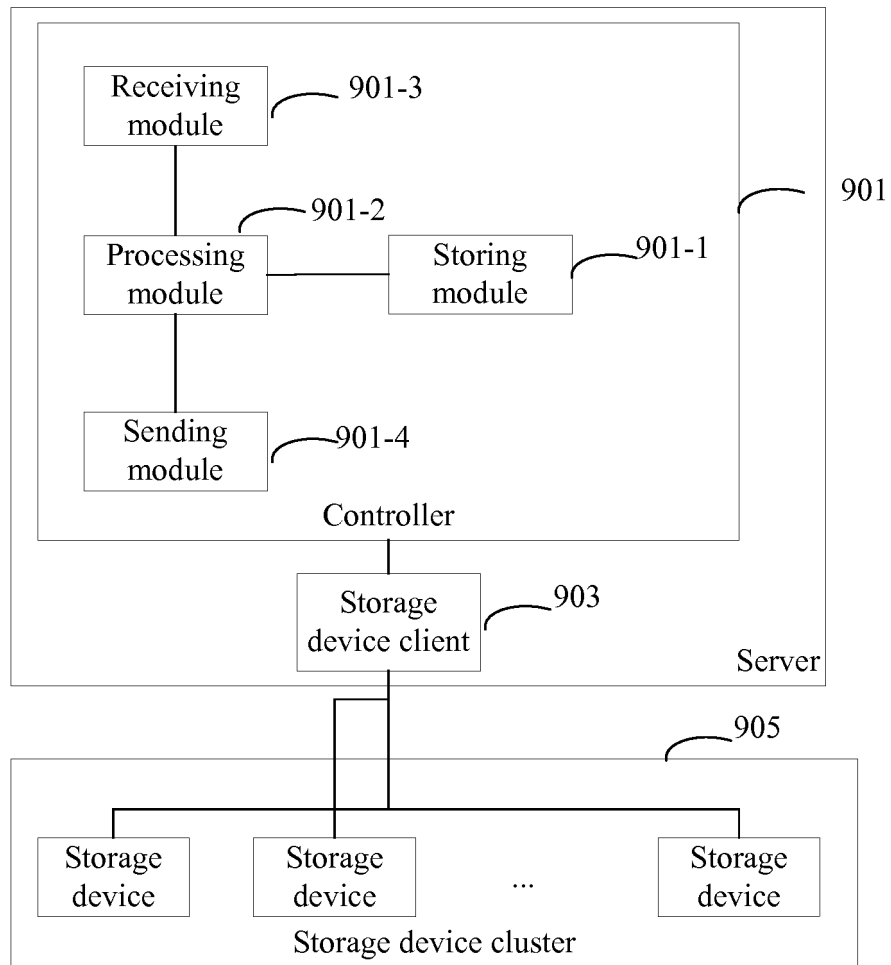 Receiving
module
901-3
901
901-2
Processing
module
Storing
module
901-1
Sending
module
901-4
Controller
Storage
device client
903
Server
905
Storage
device
Storage
device
...
Storage
device
Storage device cluster